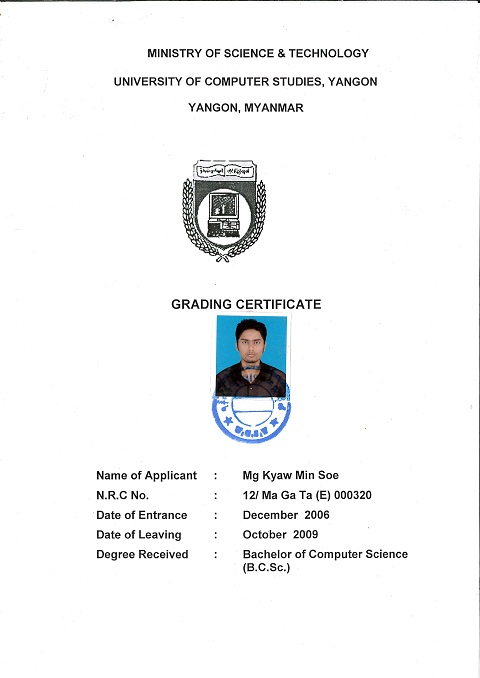 MINISTRY OF SCIENCE & TECHNOLOGY
UNIVERSITY OF COMPUTER STUDIES, YANGON
YANGON, MYANMAR
GRADING CERTIFICATE
Name of Applicant : Mg Kyaw Min Soe
N.R.C No. : 12/ Ma Ga Ta (E) 000320
Date of Entrance : December 2006
Date of Leaving : October 2009
Degree Received : Bachelor of Computer Science
(B.C.Sc.)